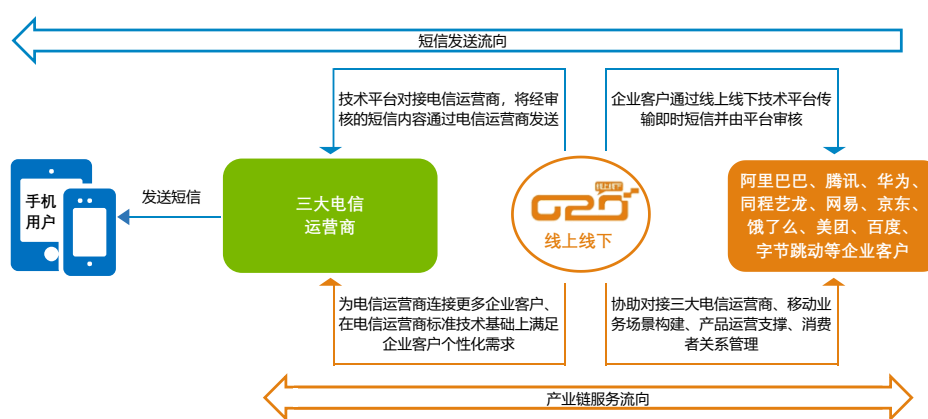 短信发送流向
技术平台对接电信运营商，将经审
核的短信内容通过电信运营商发送
企业客户通过线上线下技术平台传
输即时短信并由平台审核
手机
用户
发送短信
三大电信
运营商
线上线下
C2O
线上线下
阿里巴巴、腾讯、华为、
同程艺龙、网易、京东、
饿了么、美团、百度、
字节跳动等企业客户
为电信运营商连接更多企业客户、
在电信运营商标准技术基础上满足
企业客户个性化需求
协助对接三大电信运营商、移动业
务场景构建、产品运营支撑、消费
者关系管理
产业链服务流向